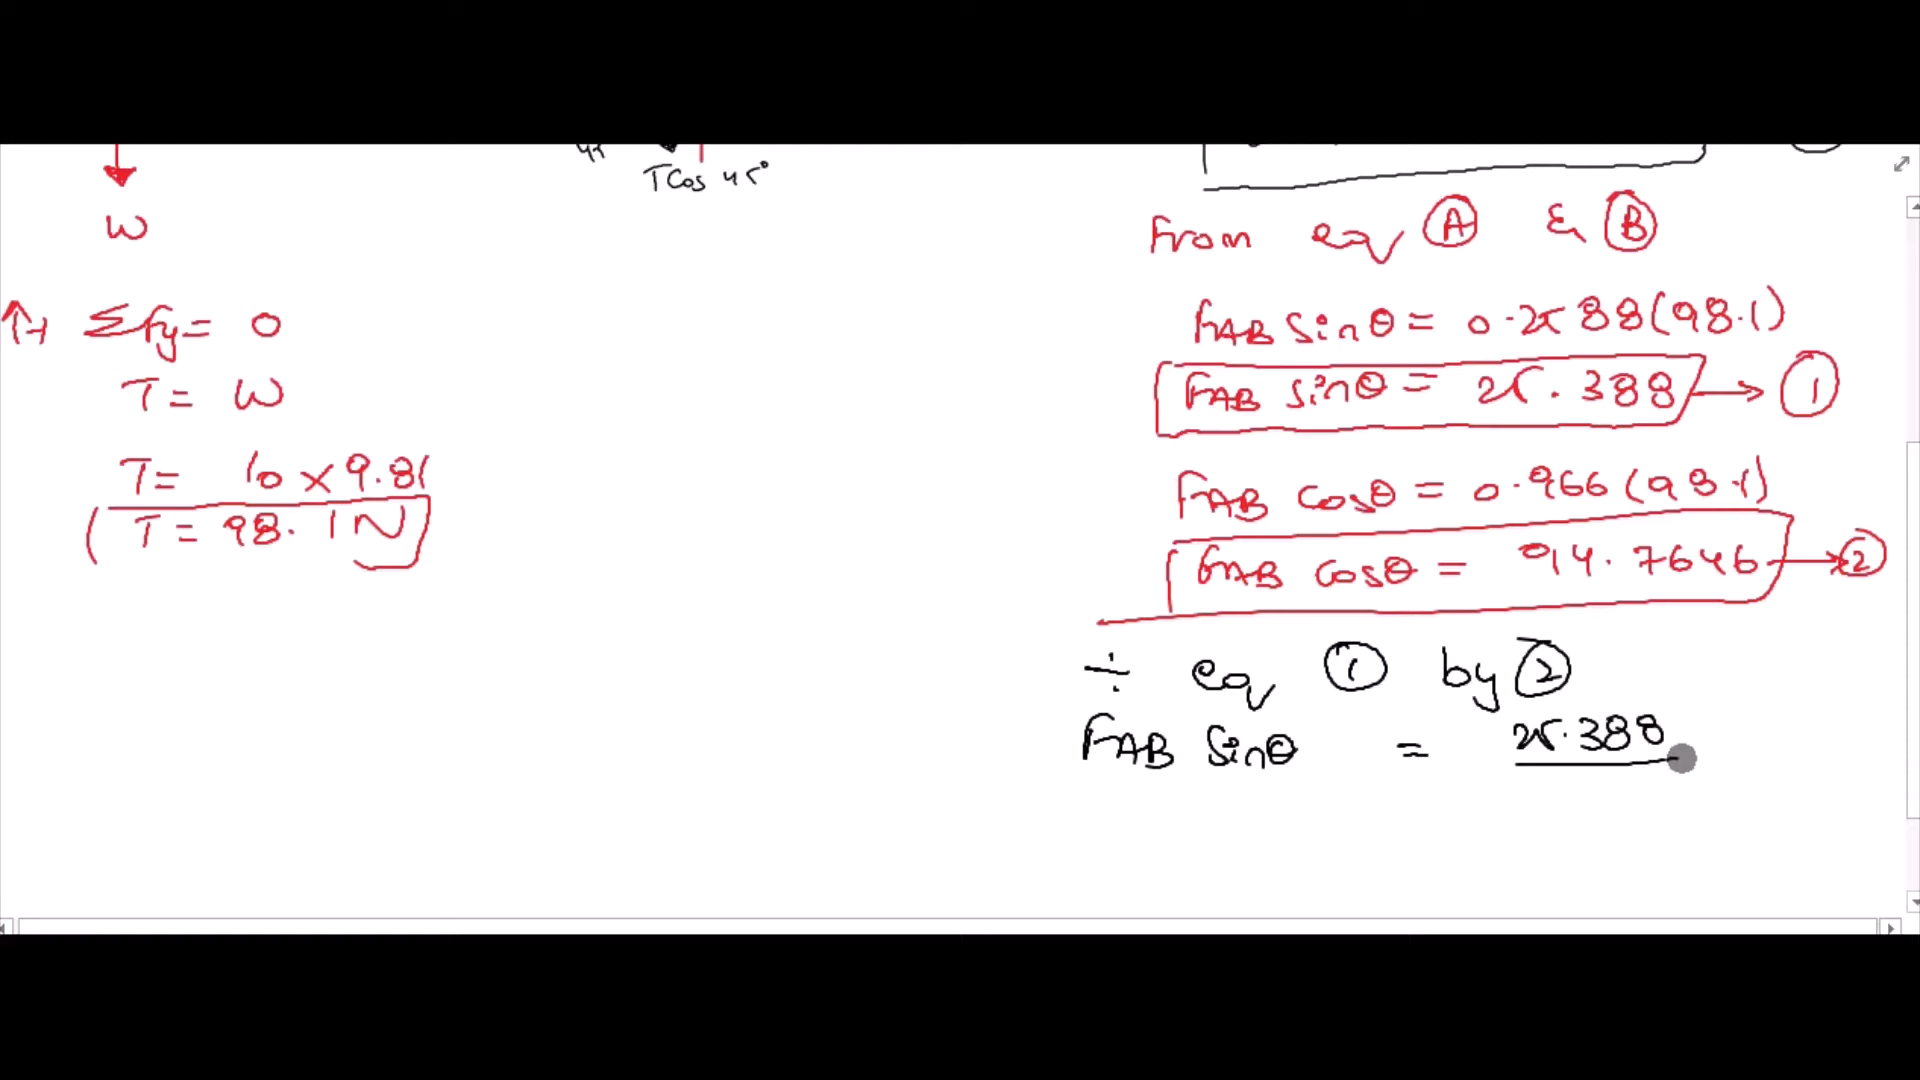 TCos 45°
W
↑+ Σfy = 0
T = W
T = 10 × 9.81
T = 98.1N
From eq Ⓐ & Ⓑ
FAB Sinθ = 0.2588(98.1)
FAB Sinθ = 25.388 → ①
FAB Cosθ = 0.966(98.1)
FAB Cosθ = 94.7646 → ②
÷ eq ① by ②
FAB Sinθ = 25.388